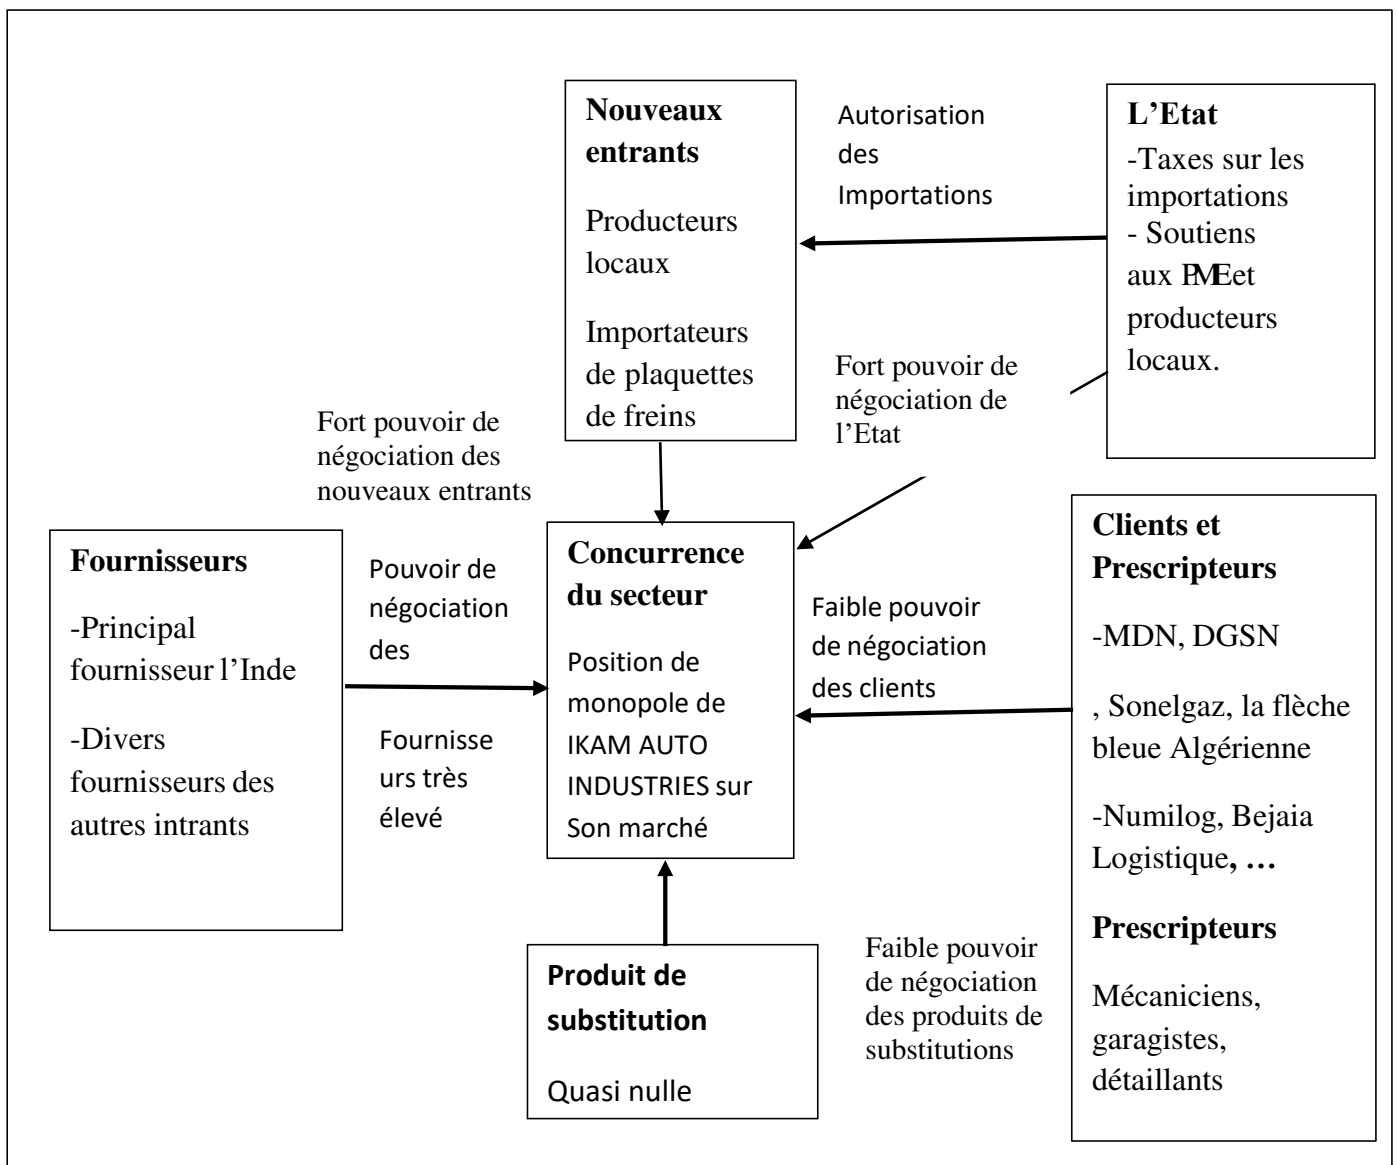 Nouveaux
entrants
Producteurs
locaux
Importateurs
de plaquettes
de freins
Autorisation
des
Importations
L’Etat
-Taxes sur les
importations
- Soutiens
aux PMEet
producteurs
locaux.
Fort pouvoir de
négociation de
l’Etat
Fort pouvoir de
négociation des
nouveaux entrants
Fournisseurs
-Principal
fournisseur l’Inde
-Divers
fournisseurs des
autres intrants
Pouvoir de
négociation
des
Fournisse
urs très
élevé
Concurrence
du secteur
Position de
monopole de
IKAM AUTO
INDUSTRIES sur
Son marché
Faible pouvoir
de négociation
des clients
Clients et
Prescripteurs
-MDN, DGSN
, Sonelgaz, la flèche
bleue Algérienne
-Numilog, Bejaia
Logistique, …
Prescripteurs
Mécaniciens,
garagistes,
détaillants
Produit de
substitution
Quasi nulle
Faible pouvoir
de négociation
des produits de
substitutions